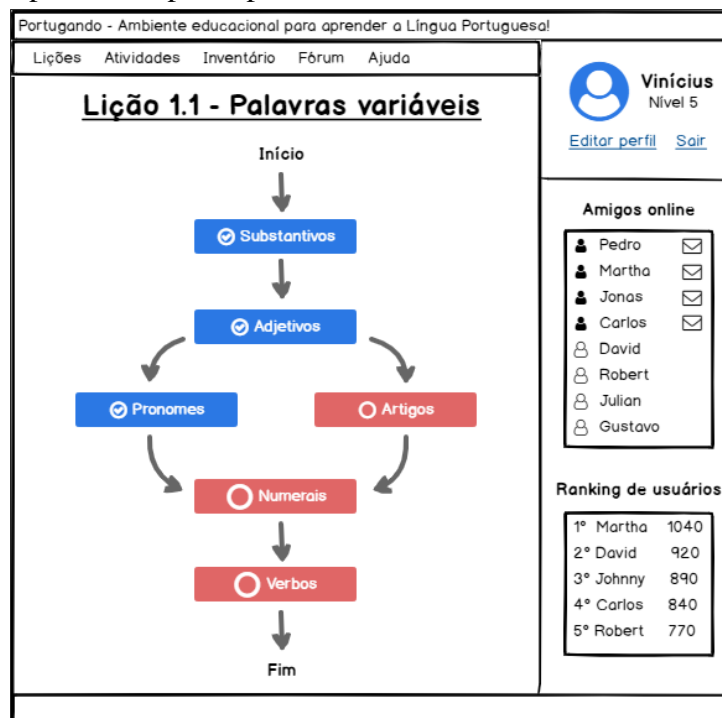 Portugando - Ambiente educacional para aprender a Língua Portuguesa!
Lições Atividades Inventário Fórum Ajuda
Lição 1.1 - Palavras variáveis
Início
Substantivos
Adjetivos
Pronomes Artigos
Numerais
Verbos
Fim
Vinícius
Nível 5
Editar perfil Sair
Amigos online
Pedro
Martha
Jonas
Carlos
David
Robert
Julian
Gustavo
Ranking de usuários
1º Martha 1040
2º David 920
3º Johnny 890
4º Carlos 840
5º Robert 770